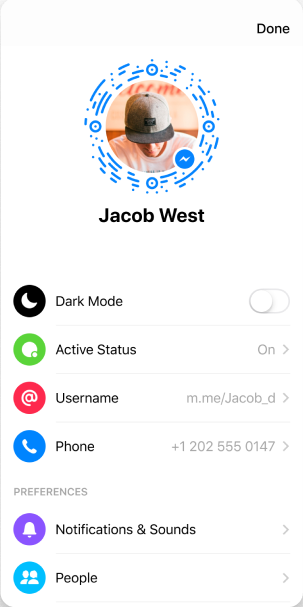 Done
Jacob West
Dark Mode
Active Status On
Username m.me/Jacob_d
Phone +1 202 555 0147
PREFERENCES
Notifications & Sounds
People